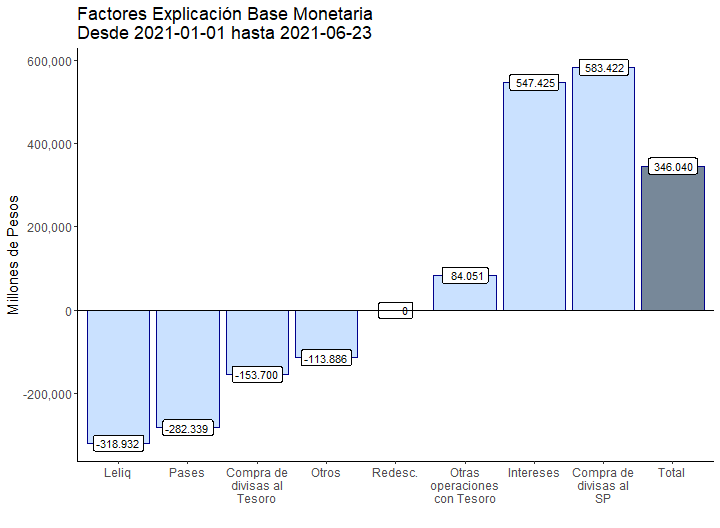 Factores Explicación Base Monetaria
Desde 2021-01-01 hasta 2021-06-23
Millones de Pesos
600,000
400,000
200,000
0
-200,000
-318.932
-282.339
-153.700
-113.886
0
84.051
547.425
583.422
346.040
Leliq
Pases
Compra de
divisas al
Tesoro
Otros
Redesc.
Otras
operaciones
con Tesoro
Intereses
Compra de
divisas al
SP
Total